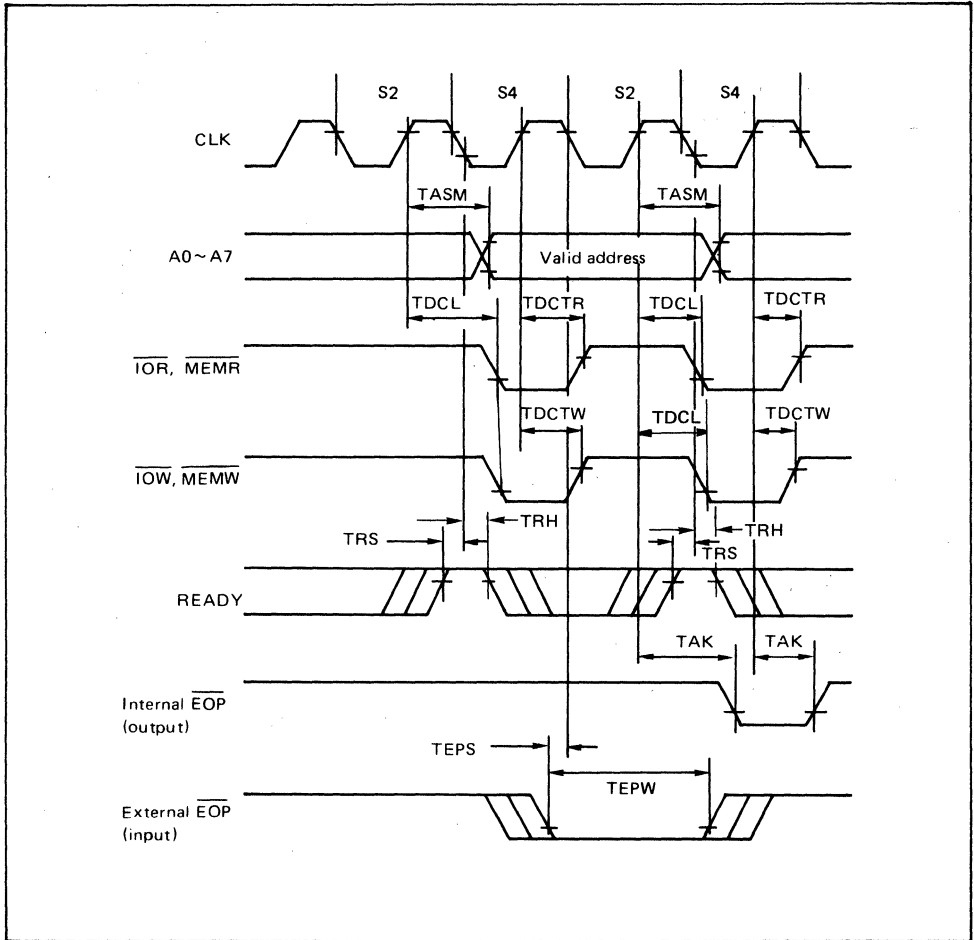 S2 S4 S2 S4
CLK
TASM TASM
A0~A7 Valid address
TDCL TDCTR TDCL TDCTR
IOR, MEMR
TDCTW TDCL TDCTW
IOW, MEMW
TRH TRH
TRS TRS
READY
TAK TAK
Internal EOP
(output)
TEPS
TEPW
External EOP
(input)